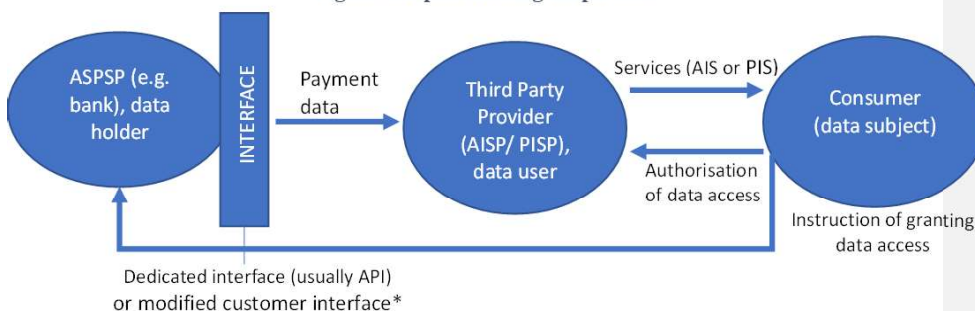 ASPSP (e.g.
bank), data
holder
INTERFACE
Payment
data
Third Party
Provider
(AISP/ PISP),
data user
Services (AIS or PIS)
Authorisation
of data access
Consumer
(data subject)
Instruction of granting
data access
Dedicated interface (usually API)
or modified customer interface*